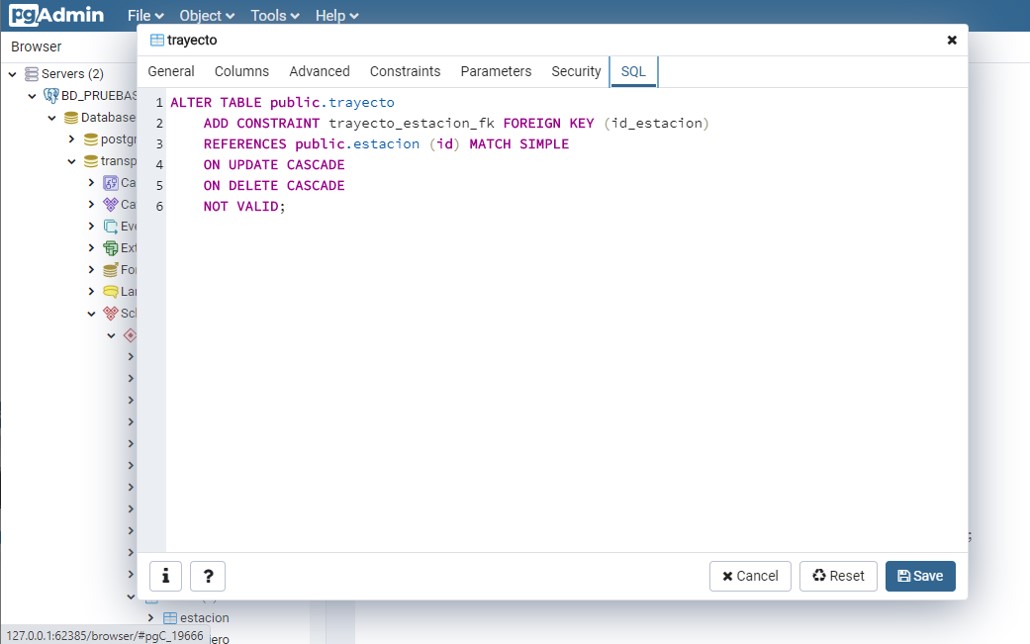 pgAdmin File Object Tools Help
Browser
trayecto
General Columns Advanced Constraints Parameters Security SQL
Servers (2)
BD_PRUEBAS
Database
postgr
transp
Ca
Ca
Eve
Ext
For
Lan
Sch
1 ALTER TABLE public.trayecto
2 ADD CONSTRAINT trayecto_estacion_fk FOREIGN KEY (id_estacion)
3 REFERENCES public.estacion (id) MATCH SIMPLE
4 ON UPDATE CASCADE
5 ON DELETE CASCADE
6 NOT VALID;
i ? Cancel Reset Save
estacion
127.0.0.1:62385/browser/#pgC_19666
ero